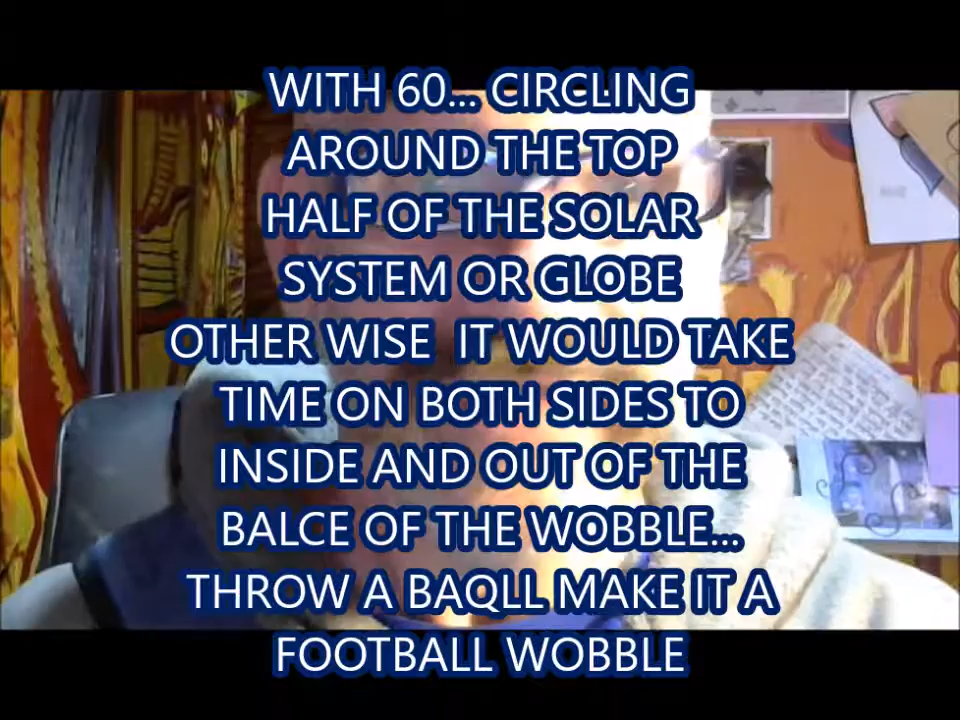 WITH 60... CIRCLING
AROUND THE TOP
HALF OF THE SOLAR
SYSTEM OR GLOBE
OTHER WISE  IT WOULD TAKE
TIME ON BOTH SIDES TO
INSIDE AND OUT OF THE
BALCE OF THE WOBBLE...
THROW A BAQLL MAKE IT A
FOOTBALL WOBBLE